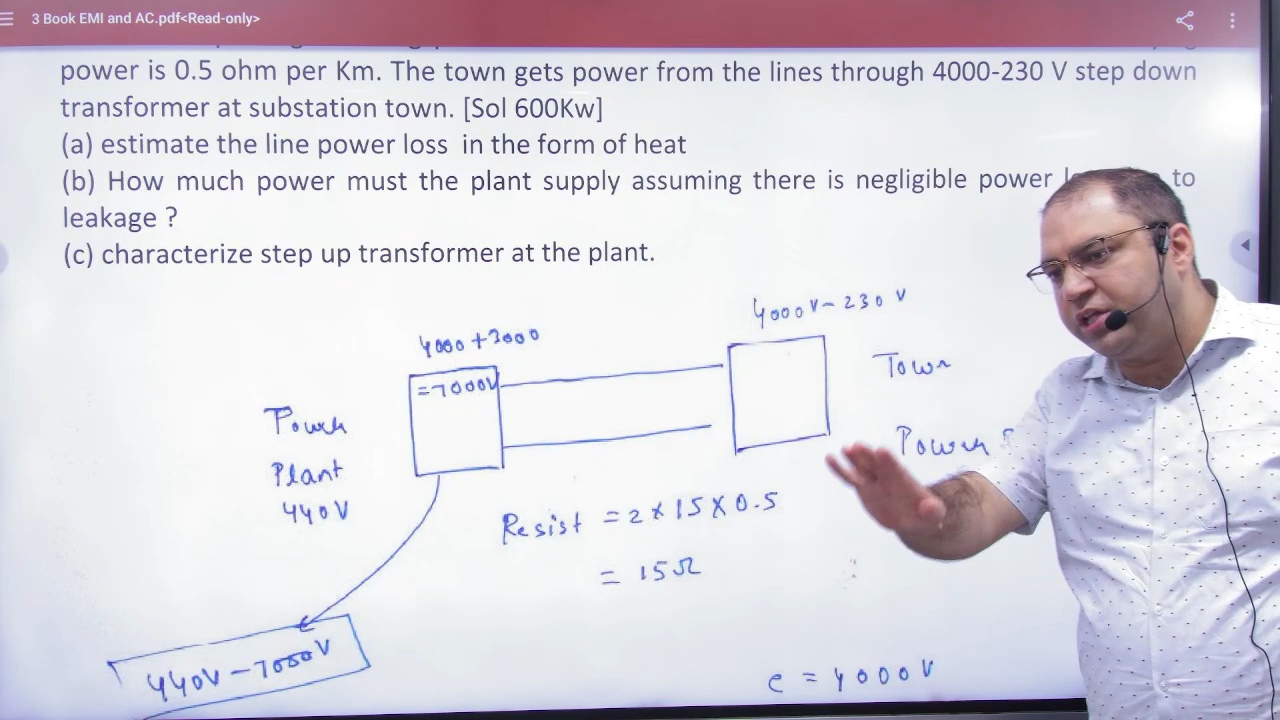 3 Book EMI and AC.pdf<Read-only>
power is 0.5 ohm per Km. The town gets power from the lines through 4000-230 V step down
transformer at substation town. [Sol 600Kw]
(a) estimate the line power loss in the form of heat
(b) How much power must the plant supply assuming there is negligible power to
leakage ?
(c) characterize step up transformer at the plant.
4000V-230 V
4000+3000
=7000V
Town
Power
Plant
440V
Power
Resist = 2×15×0.5
= 15Ω
440V-7000V
e = 4000V